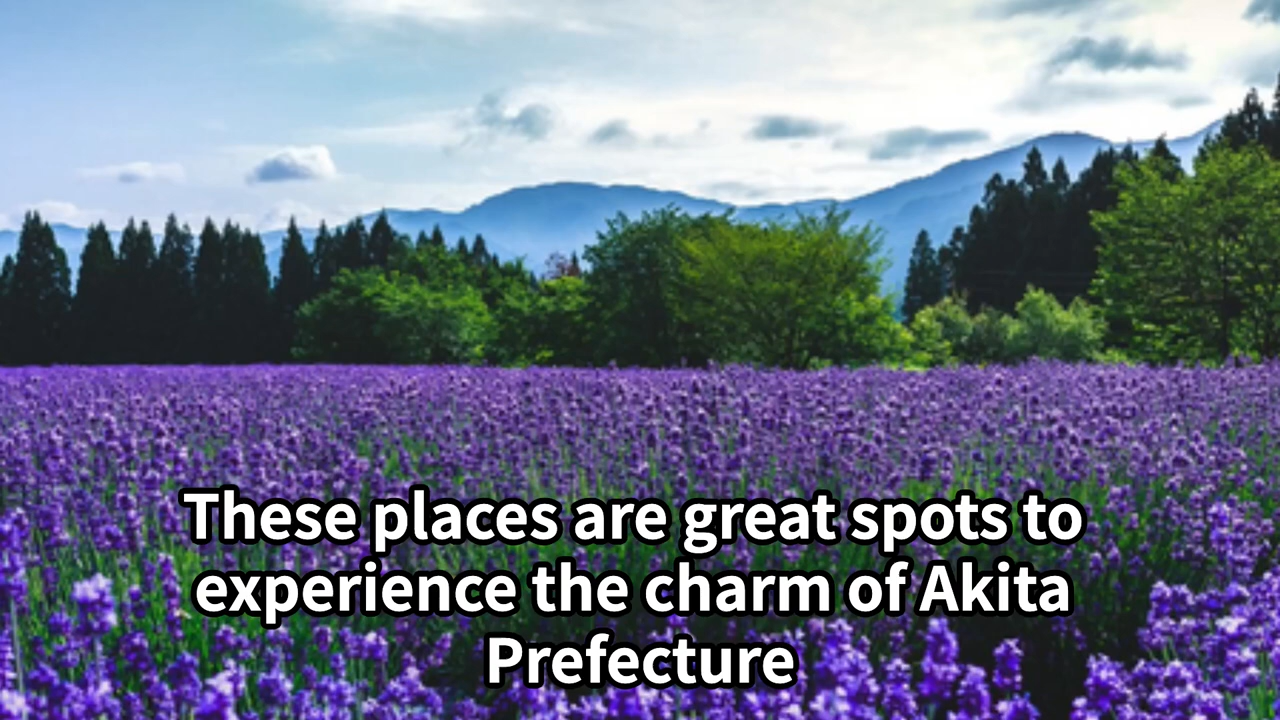 These places are great spots to
experience the charm of Akita
Prefecture